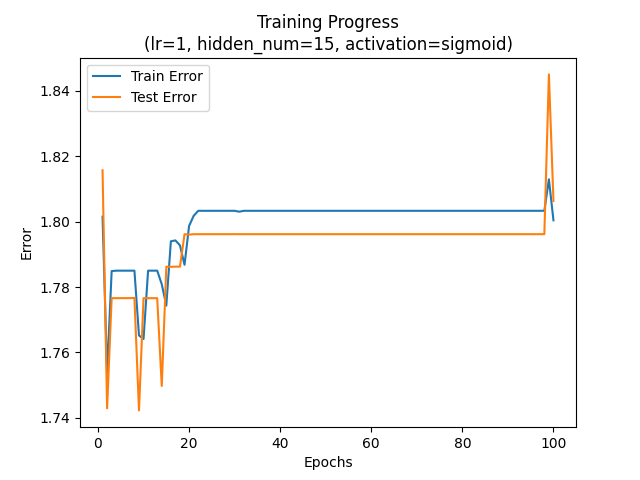 Training Progress
(lr=1, hidden_num=15, activation=sigmoid)
Train Error
Test Error
1.84
1.82
1.80
1.78
1.76
1.74
Error
0
20
40
60
80
100
Epochs